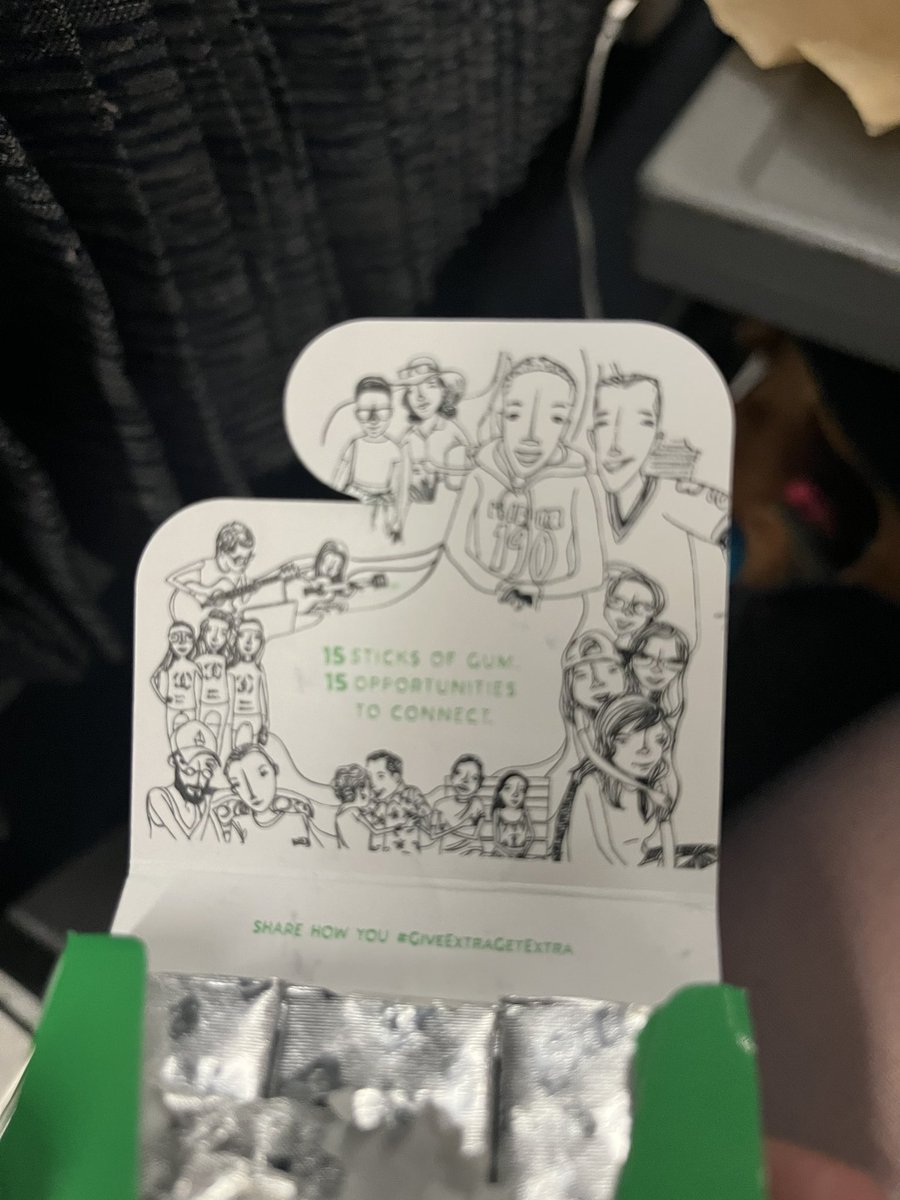 15 STICKS OF GUM.
15 OPPORTUNITIES
TO CONNECT.
SHARE HOW YOU #GIVEEXTRAGETEXTRA